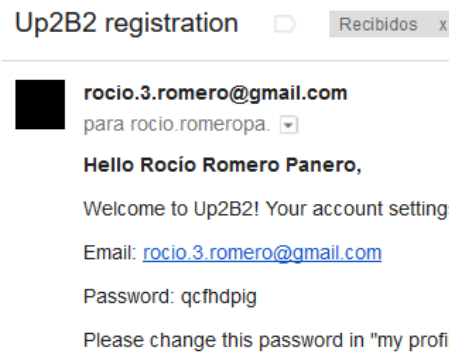 Up2B2 registration Recibidos x
rocio.3.romero@gmail.com
para rocio.romeropa.
Hello Rocío Romero Panero,
Welcome to Up2B2! Your account setting
Email: rocio.3.romero@gmail.com
Password: qcfhdpig
Please change this password in "my profi